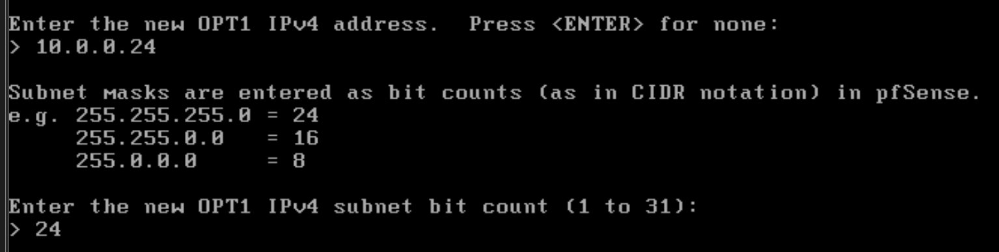 Enter the new OPT1 IPv4 address.  Press <ENTER> for none:
> 10.0.0.24
Subnet masks are entered as bit counts (as in CIDR notation) in pfSense.
e.g. 255.255.255.0 = 24
     255.255.0.0   = 16
     255.0.0.0     = 8
Enter the new OPT1 IPv4 subnet bit count (1 to 31):
> 24